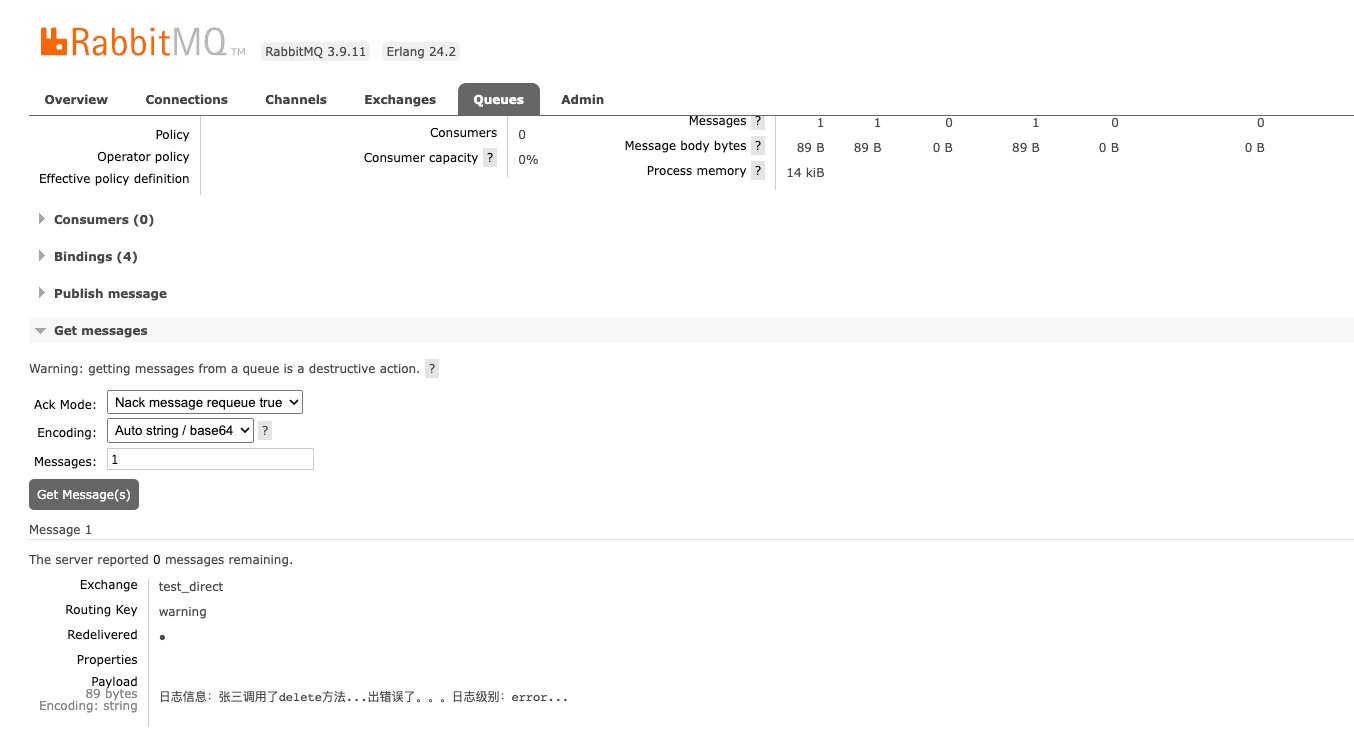 RabbitMQ TM RabbitMQ 3.9.11 Erlang 24.2
Overview Connections Channels Exchanges Queues Admin
Policy
Operator policy
Effective policy definition
Consumers 0
Consumer capacity ? 0%
Messages ? 1 1 0 1 0 0
Message body bytes ? 89 B 89 B 0 B 89 B 0 B 0 B
Process memory ? 14 kiB
Consumers (0)
Bindings (4)
Publish message
Get messages
Warning: getting messages from a queue is a destructive action. ?
Ack Mode: Nack message requeue true
Encoding: Auto string / base64 ?
Messages: 1
Get Message(s)
Message 1
The server reported 0 messages remaining.
Exchange test_direct
Routing Key warning
Redelivered ●
Properties
Payload
89 bytes
Encoding: string
日志信息：张三调用了delete方法...出错误了。。。日志级别：error...